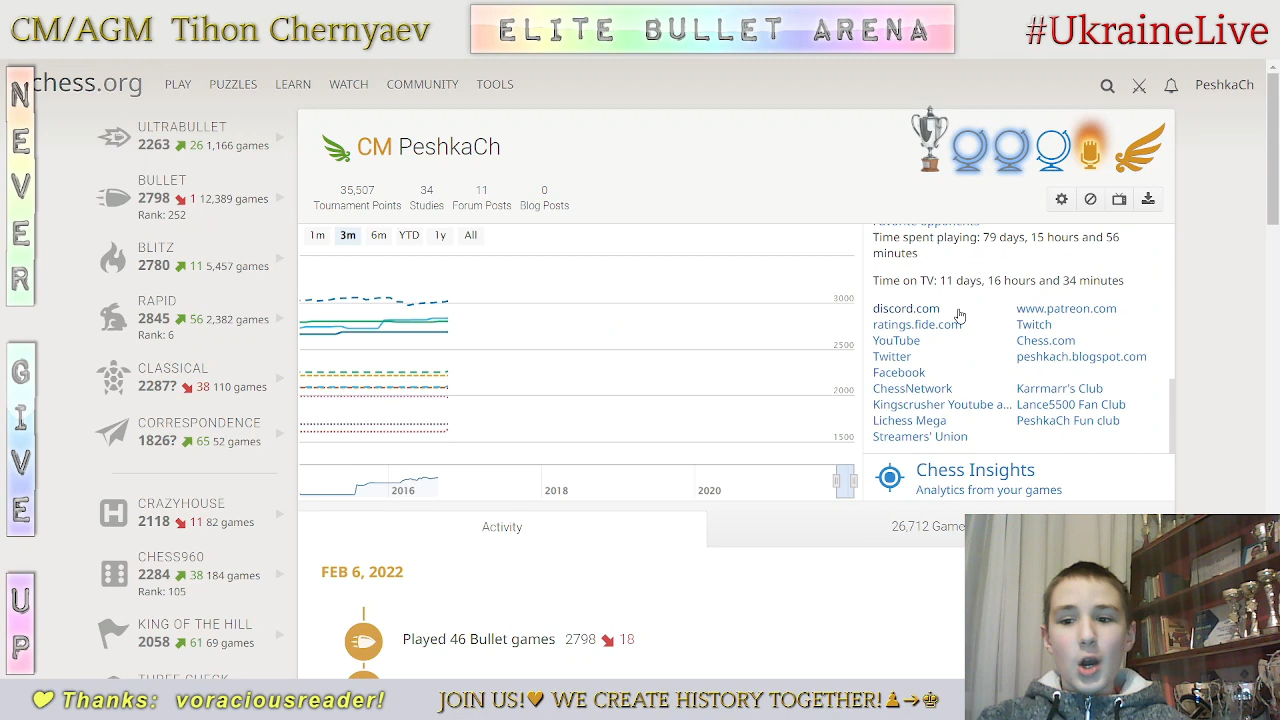 CM/AGM Tihon Chernyaev
ELITE BULLET ARENA
#UkraineLive
NEVER
GIVE
UP
chess.org
PLAY
PUZZLES
LEARN
WATCH
COMMUNITY
TOOLS
PeshkaCh
ULTRABULLET
2263 26 1,166 games
BULLET
2798 1 12,389 games
Rank: 252
BLITZ
2780 11 5,457 games
RAPID
2845 56 2,382 games
Rank: 6
CLASSICAL
2287? 38 110 games
CORRESPONDENCE
1826? 65 52 games
CRAZYHOUSE
2118 11 82 games
CHESS960
2284 38 184 games
Rank: 105
KING OF THE HILL
2058 61 69 games
CM PeshkaCh
35,507
Tournament Points
34
Studies
11
Forum Posts
0
Blog Posts
1m
3m
6m
YTD
1y
All
3000
2500
2000
1500
2016
2018
2020
Favorite opponents
Time spent playing: 79 days, 15 hours and 56
minutes
Time on TV: 11 days, 16 hours and 34 minutes
discord.com
www.patreon.com
ratings.fide.com
Twitch
YouTube
Chess.com
Twitter
peshkach.blogspot.com
Facebook
ChessNetwork
Karrmarr's Club
Kingscrusher Youtube a...
Lance5500 Fan Club
Lichess Mega
PeshkaCh Fun club
Streamers' Union
Chess Insights
Analytics from your games
Activity
26,712 Game
FEB 6, 2022
Played 46 Bullet games 2798 18
Thanks: voraciousreader!
JOIN US!🧡 WE CREATE HISTORY TOGETHER!♟→♚